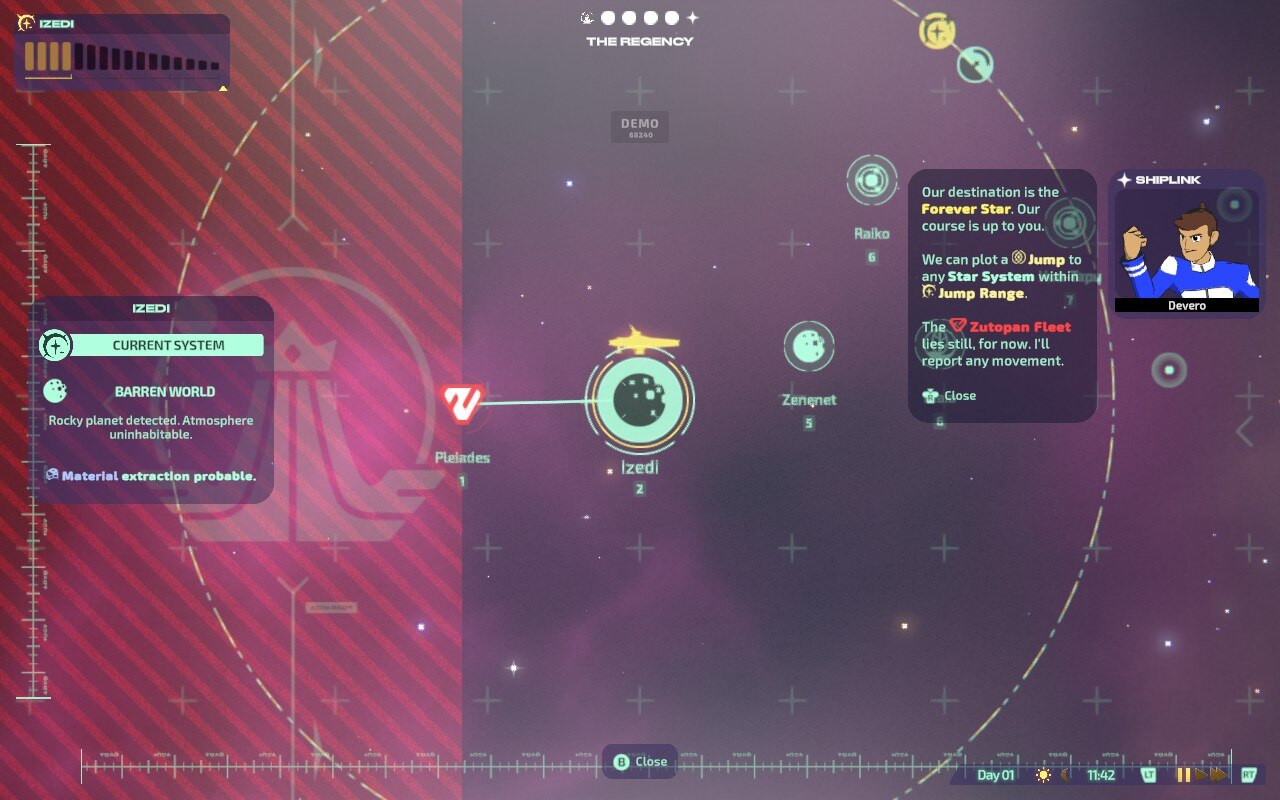 IZEDI
THE REGENCY
DEMO
68240
Raiko
6
Our destination is the
Forever Star. Our
course is up to you.
We can plot a Jump to
any Star System within
Jump Range.
The Zutopan Fleet
lies still, for now. I'll
report any movement.
Close
SHIPLINK
Devero
7
IZEDI
CURRENT SYSTEM
BARREN WORLD
Rocky planet detected. Atmosphere
uninhabitable.
Material extraction probable.
Pleiades
1
Izedi
2
Zenenet
5
6
B Close
Day 01
11:42
LT
RT